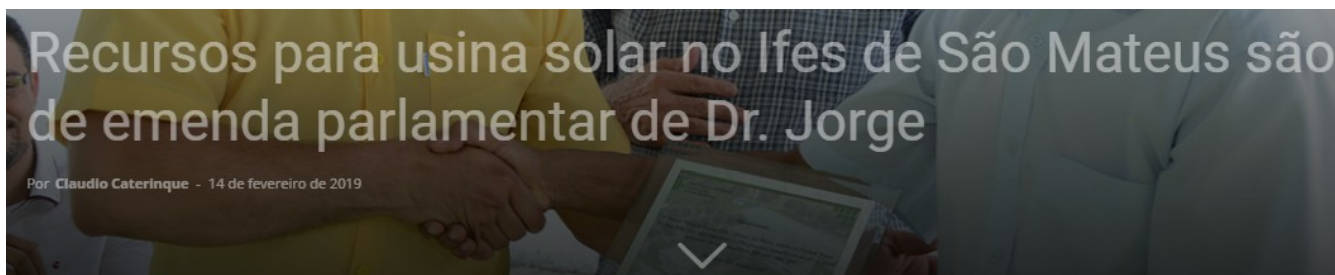 Recursos para usina solar no Ifes de São Mateus são
de emenda parlamentar de Dr. Jorge
Por Claudio Caterinque - 14 de fevereiro de 2019